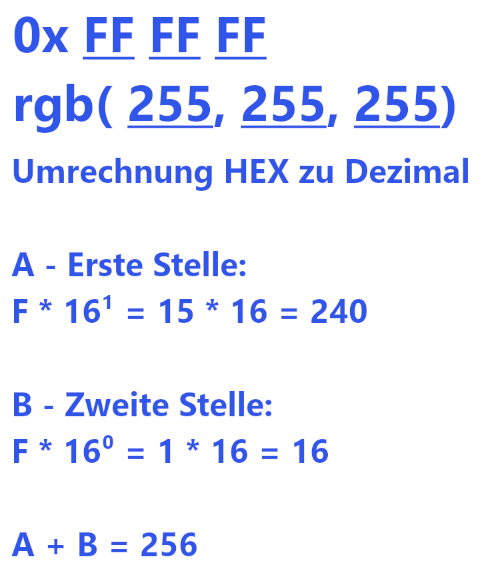 0x FF FF FF
rgb( 255, 255, 255)
Umrechnung HEX zu Dezimal
A - Erste Stelle:
F * 16¹ = 15 * 16 = 240
B - Zweite Stelle:
F * 16⁰ = 1 * 16 = 16
A + B = 256